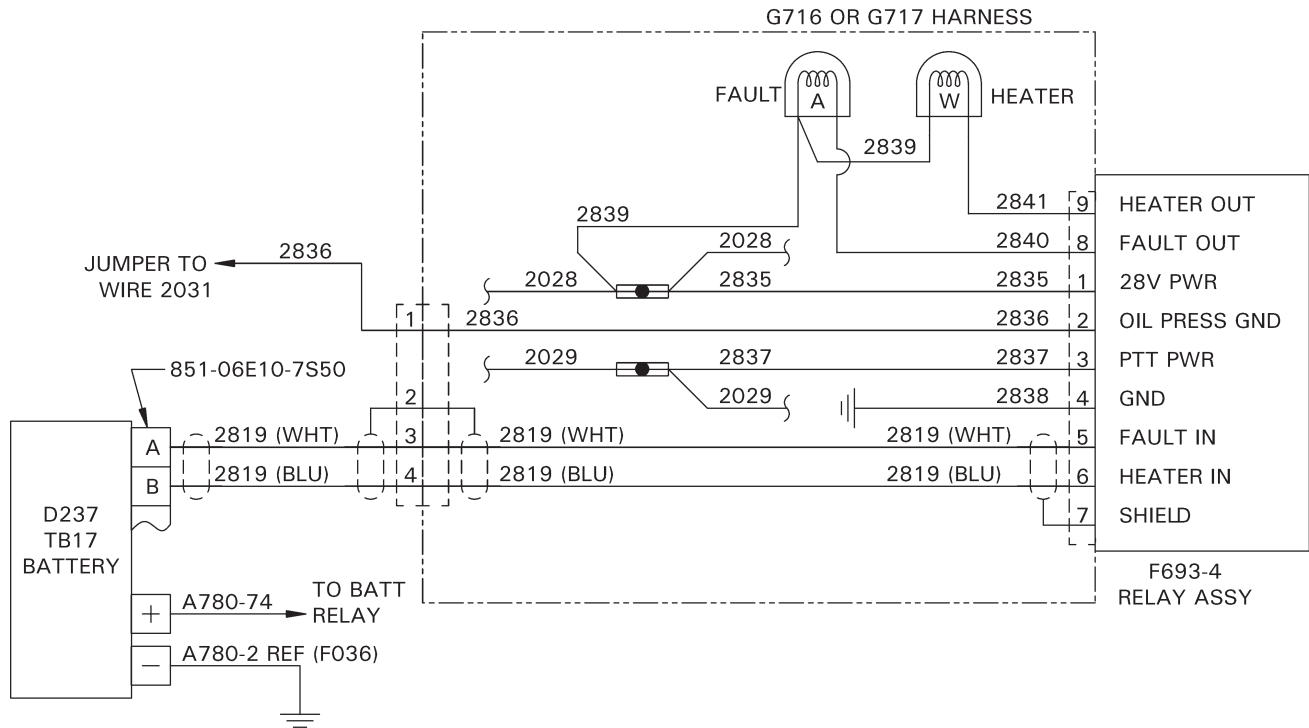 G716 OR G717 HARNESS
FAULT
A
W
HEATER
2839
2841
9
HEATER OUT
2839
2028
2840
8
FAULT OUT
2836
JUMPER TO
WIRE 2031
2028
2835
2835
1
28V PWR
1
2836
2836
2
OIL PRESS GND
2029
2837
2837
3
PTT PWR
851-06E10-7S50
2
2029
2838
4
GND
A
2819 (WHT)
3
2819 (WHT)
2819 (WHT)
5
FAULT IN
B
2819 (BLU)
4
2819 (BLU)
2819 (BLU)
6
HEATER IN
7
SHIELD
D237
TB17
BATTERY
F693-4
RELAY ASSY
+
A780-74
TO BATT
RELAY
−
A780-2 REF (F036)